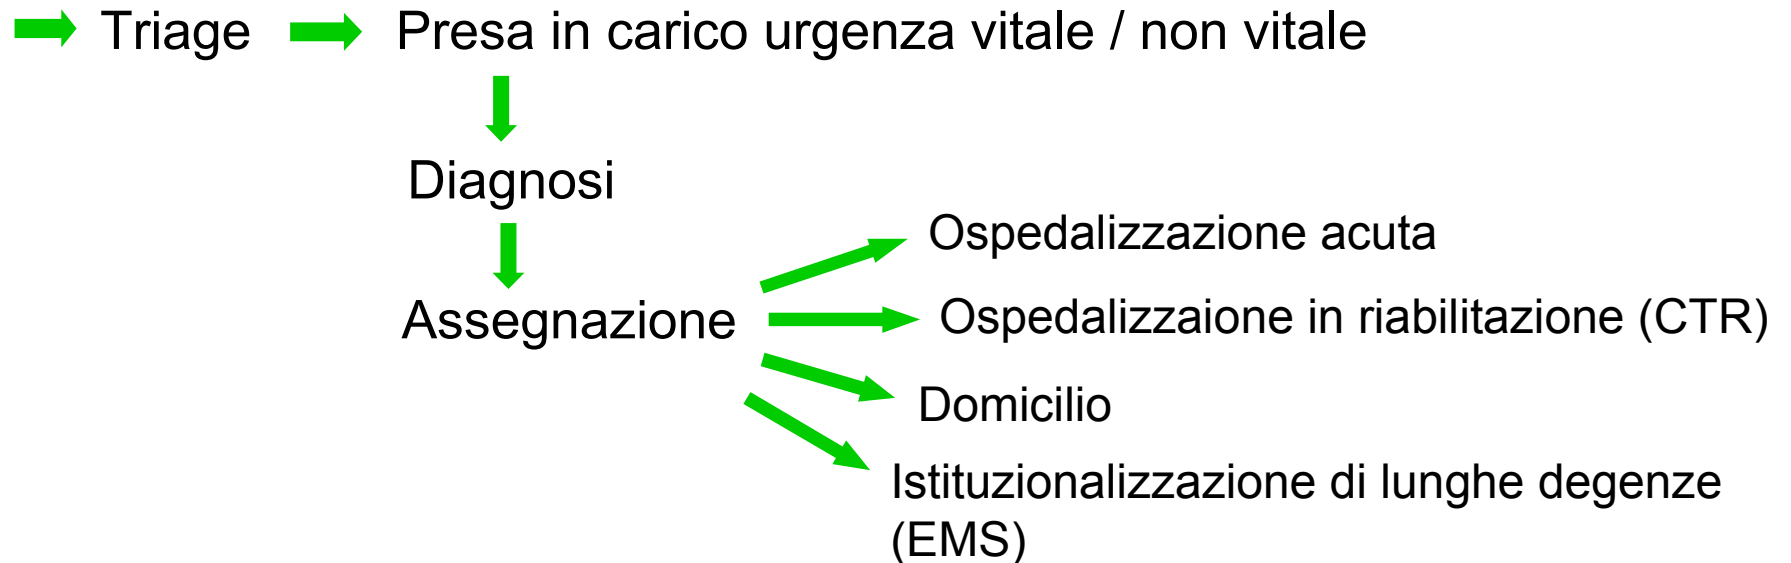 Triage
Presa in carico urgenza vitale / non vitale
Diagnosi
Assegnazione
Ospedalizzazione acuta
Ospedalizzaione in riabilitazione (CTR)
Domicilio
Istituzionalizzazione di lunghe degenze
(EMS)